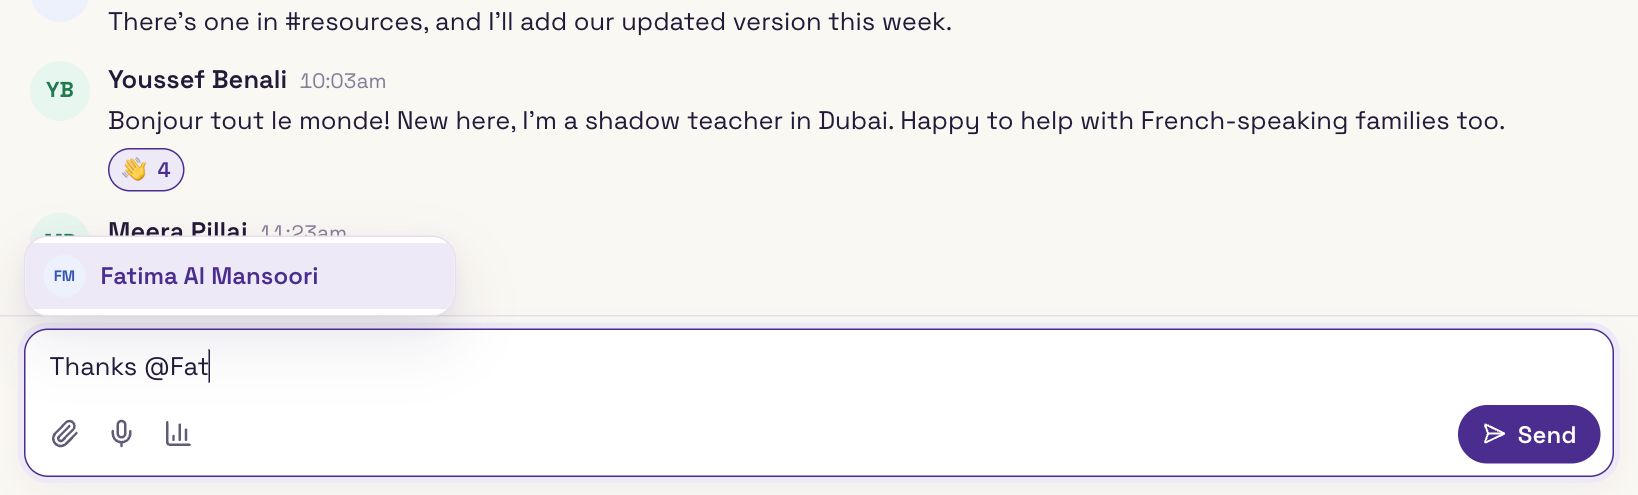 There's one in #resources, and I'll add our updated version this week.
YB
Youssef Benali 10:03am
Bonjour tout le monde! New here, I'm a shadow teacher in Dubai. Happy to help with French-speaking families too.
👋 4
Meera Pillai 11:23am
FM Fatima Al Mansoori
Thanks @Fat
Send